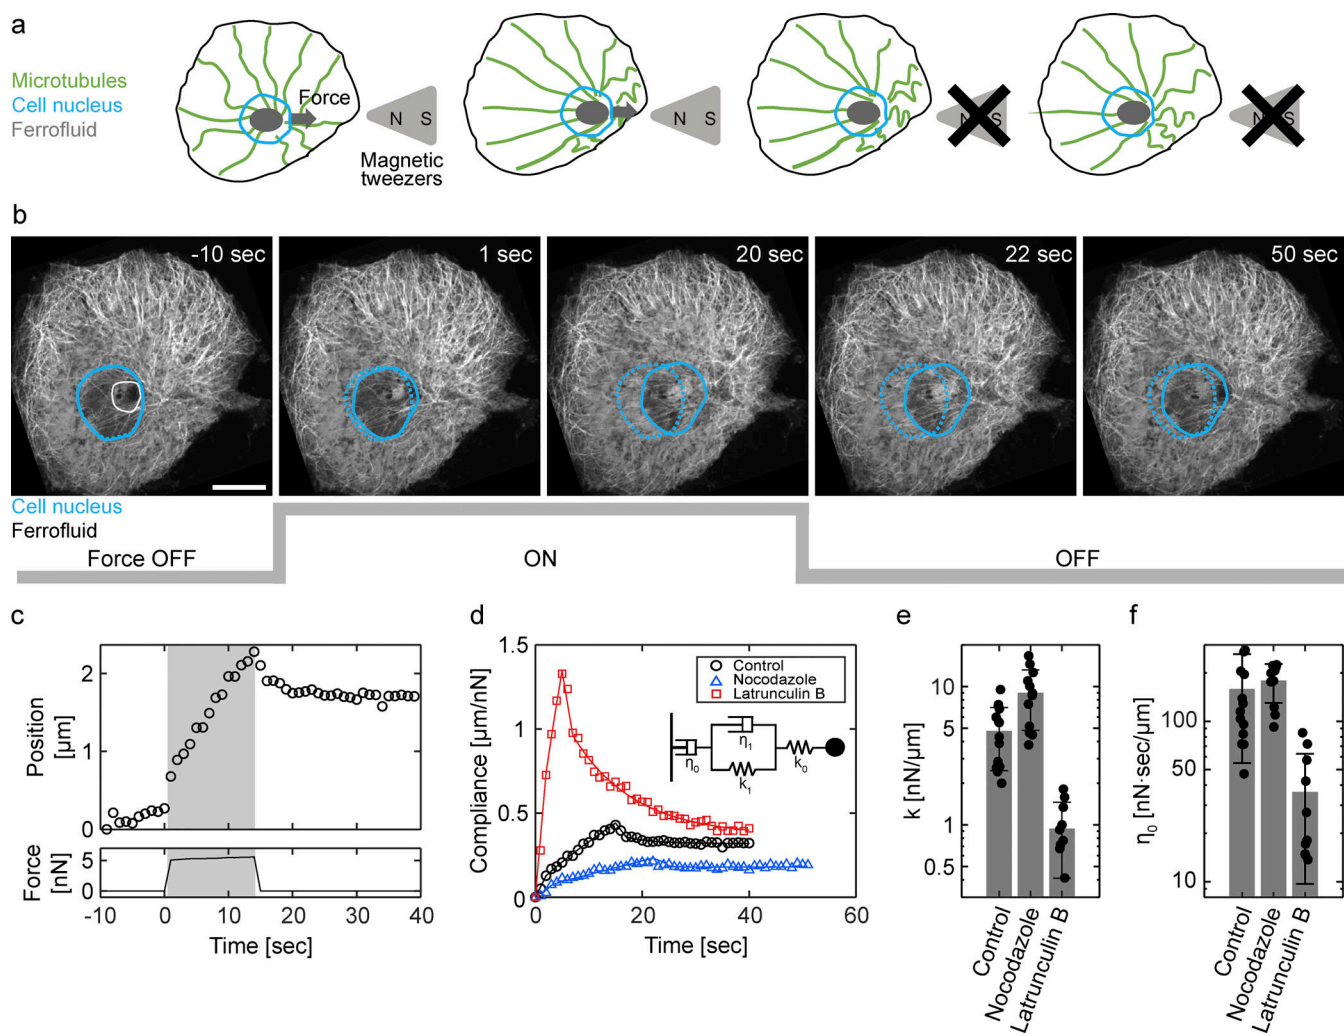 a
Microtubules
Cell nucleus
Ferrofluid
Force
N S
Magnetic
tweezers
N S
N S
N S
b
-10 sec
1 sec
20 sec
22 sec
50 sec
Cell nucleus
Ferrofluid
Force OFF
ON
OFF
c
Position
[µm]
2
1
0
Force
[nN]
5
0
-10 0 10 20 30 40
Time [sec]
d
Compliance [µm/nN]
1.5
1
0.5
0
Control
Nocodazole
Latrunculin B
η0
η1
k1
k0
0 20 40 60
Time [sec]
e
k [nN/µm]
10
5
1
0.5
Control
Nocodazole
Latrunculin B
f
η0 [nN·sec/µm]
100
50
10
Control
Nocodazole
Latrunculin B